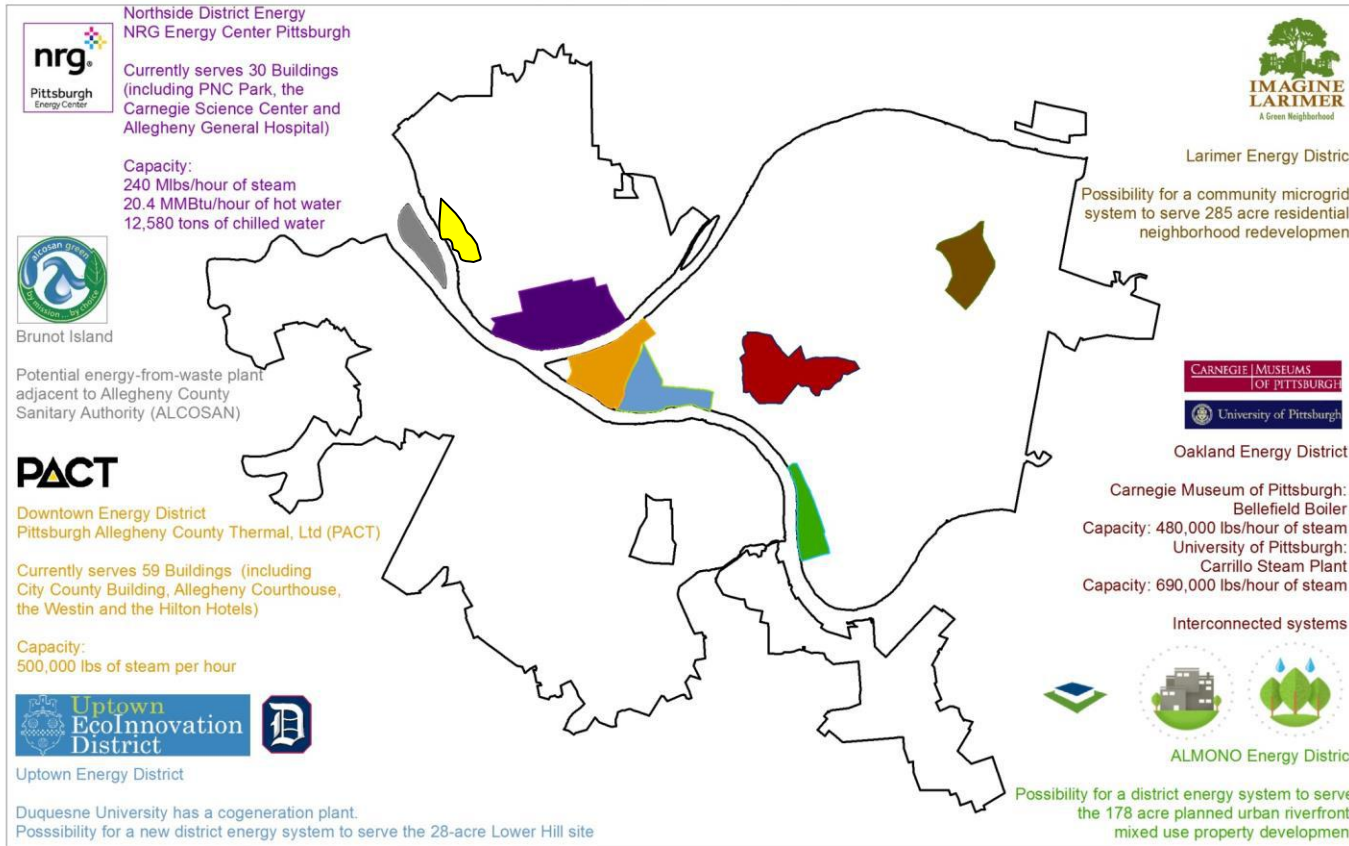 nrg
Pittsburgh
Energy Center
Northside District Energy
NRG Energy Center Pittsburgh
Currently serves 30 Buildings
(including PNC Park, the
Carnegie Science Center and
Allegheny General Hospital)
Capacity:
240 Mlbs/hour of steam
20.4 MMBtu/hour of hot water
12,580 tons of chilled water
alcosan green
by mission ... by choice
Brunot Island
Potential energy-from-waste plant
adjacent to Allegheny County
Sanitary Authority (ALCOSAN)
PACT
Downtown Energy District
Pittsburgh Allegheny County Thermal, Ltd (PACT)
Currently serves 59 Buildings (including
City County Building, Allegheny Courthouse,
the Westin and the Hilton Hotels)
Capacity:
500,000 lbs of steam per hour
Uptown
EcoInnovation
District
D
Uptown Energy District
Duquesne University has a cogeneration plant.
Posssibility for a new district energy system to serve the 28-acre Lower Hill site
IMAGINE
LARIMER
A Green Neighborhood
Larimer Energy Distric
Possibility for a community microgrid
system to serve 285 acre residential
neighborhood redevelopmen
CARNEGIE MUSEUMS
OF PITTSBURGH
University of Pittsburgh
Oakland Energy District
Carnegie Museum of Pittsburgh:
Bellefield Boiler
Capacity: 480,000 lbs/hour of steam
University of Pittsburgh:
Carrillo Steam Plant
Capacity: 690,000 lbs/hour of steam
Interconnected systems
ALMONO Energy Distric
Possibility for a district energy system to serve
the 178 acre planned urban riverfront
mixed use property developmen